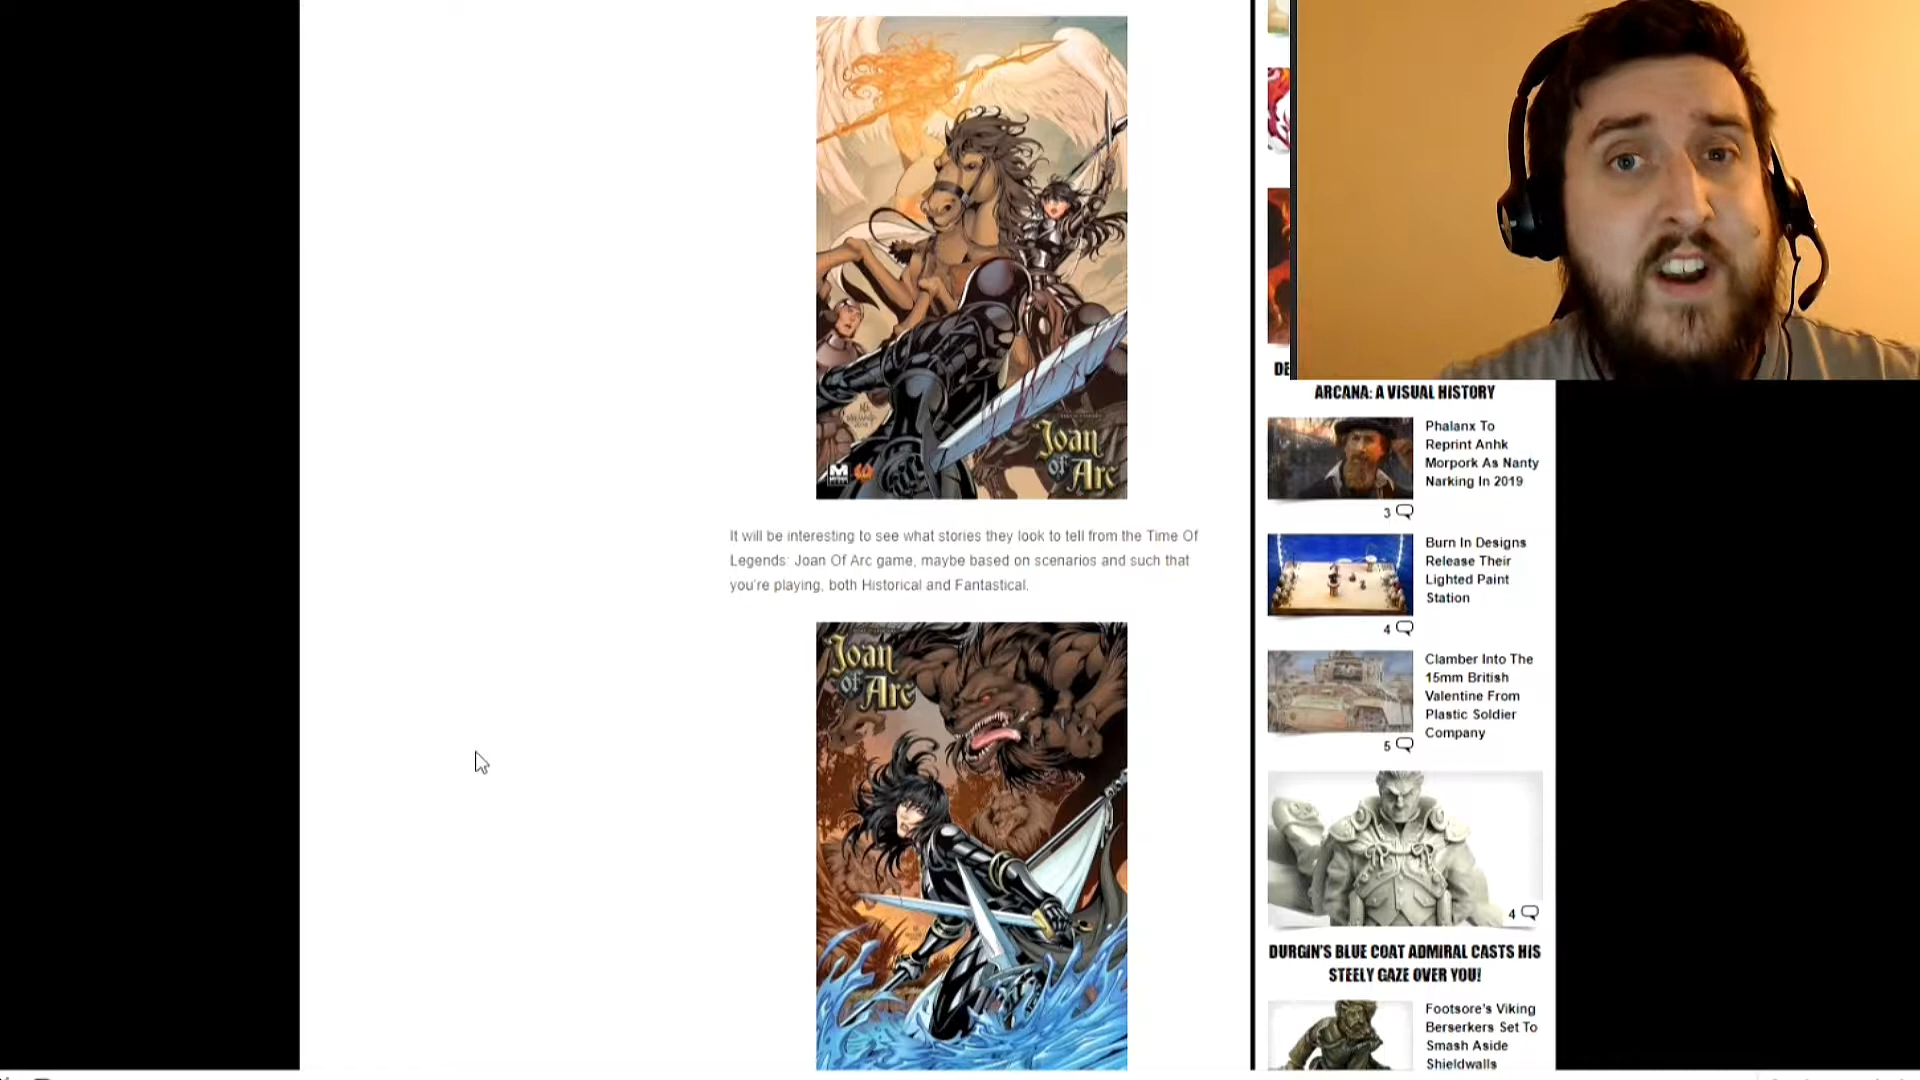 Joan
of
Arc
It will be interesting to see what stories they look to tell from the Time Of
Legends: Joan Of Arc game, maybe based on scenarios and such that
you're playing, both Historical and Fantastical.
Joan
of
Arc
DE
ARCANA: A VISUAL HISTORY
Phalanx To
Reprint Anhk
Morpork As Nanty
Narking In 2019
3
Burn In Designs
Release Their
Lighted Paint
Station
4
Clamber Into The
15mm British
Valentine From
Plastic Soldier
Company
5
4
DURGIN'S BLUE COAT ADMIRAL CASTS HIS
STEELY GAZE OVER YOU!
Footsore's Viking
Berserkers Set To
Smash Aside
Shieldwalls